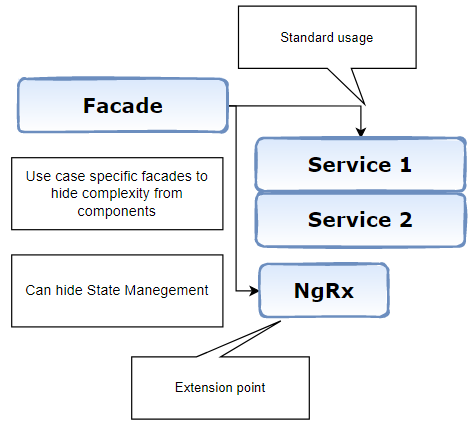 Standard usage
Facade
Service 1
Use case specific facades to
hide complexity from
components
Service 2
Can hide State Manegement
NgRx
Extension point